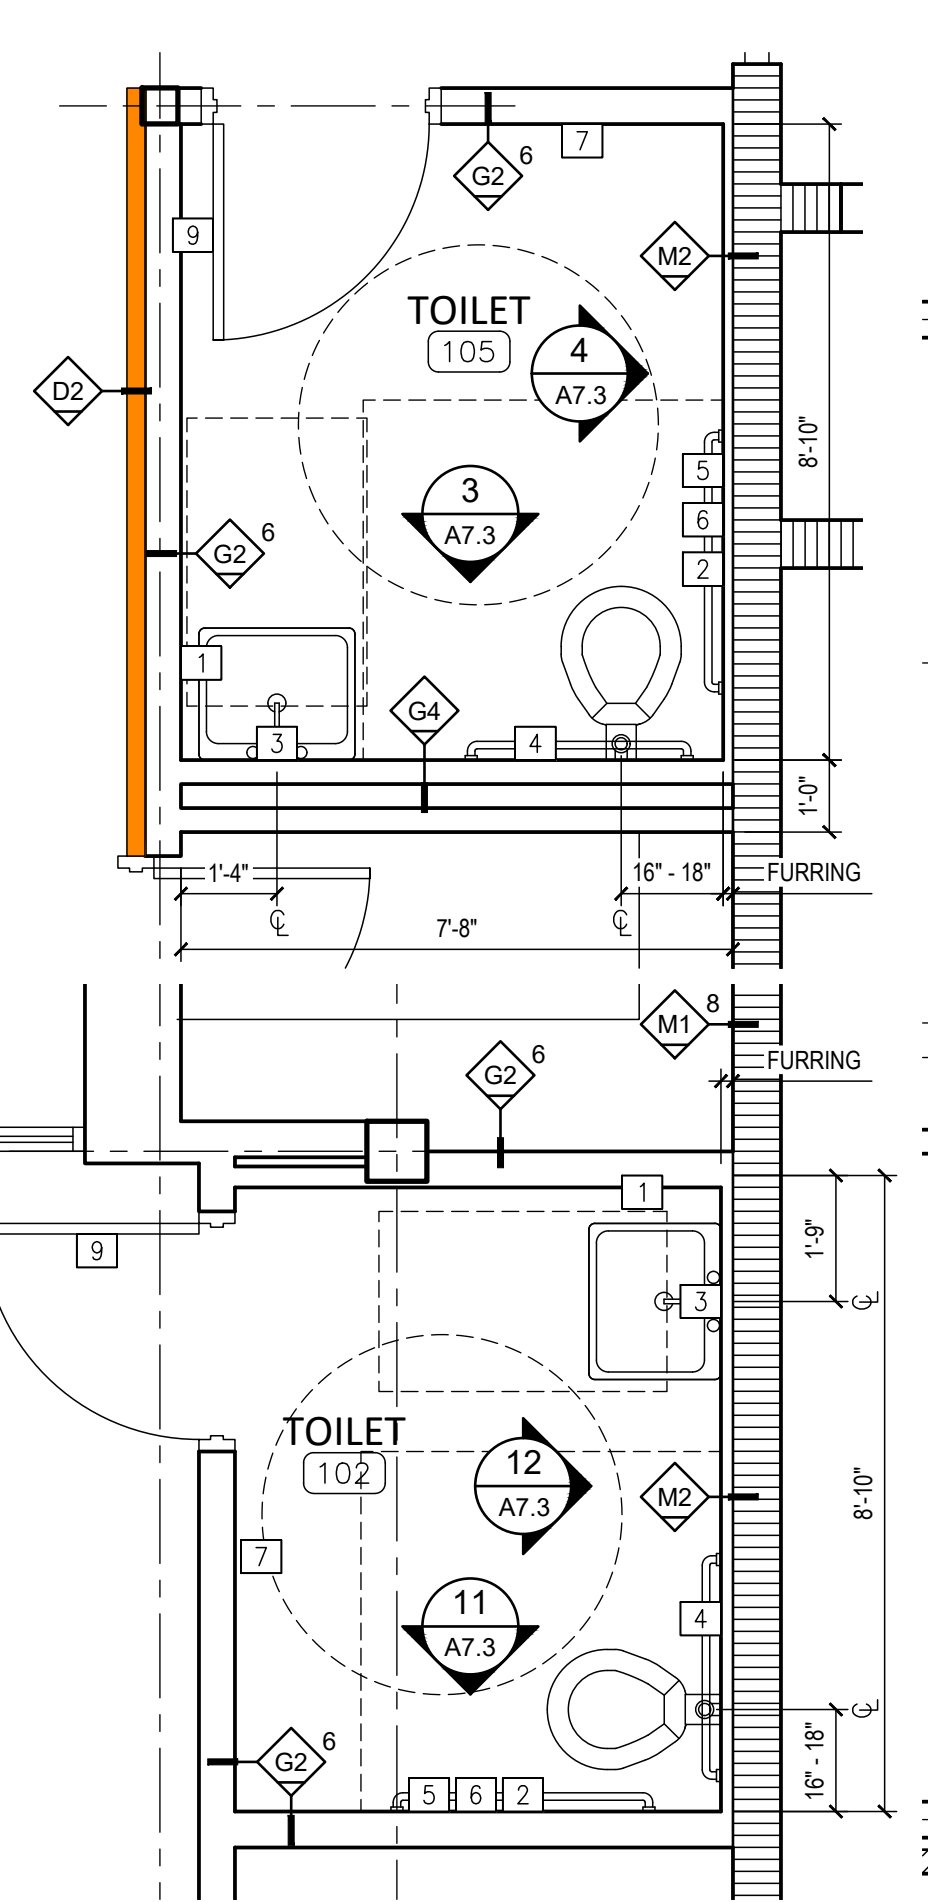 7
G2 6
9
M2
TOILET
105
4
A7.3
D2
8'-10"
5
3
A7.3
6
G2 6
2
1
G4
3
4
1'-0"
1'-4"
16" - 18"
FURRING
℄
℄
7'-8"
M1 8
FURRING
G2 6
1
9
1'-9"
3
℄
TOILET
102
12
A7.3
M2
8'-10"
7
11
A7.3
4
℄
G2 6
16" - 18"
5 6 2